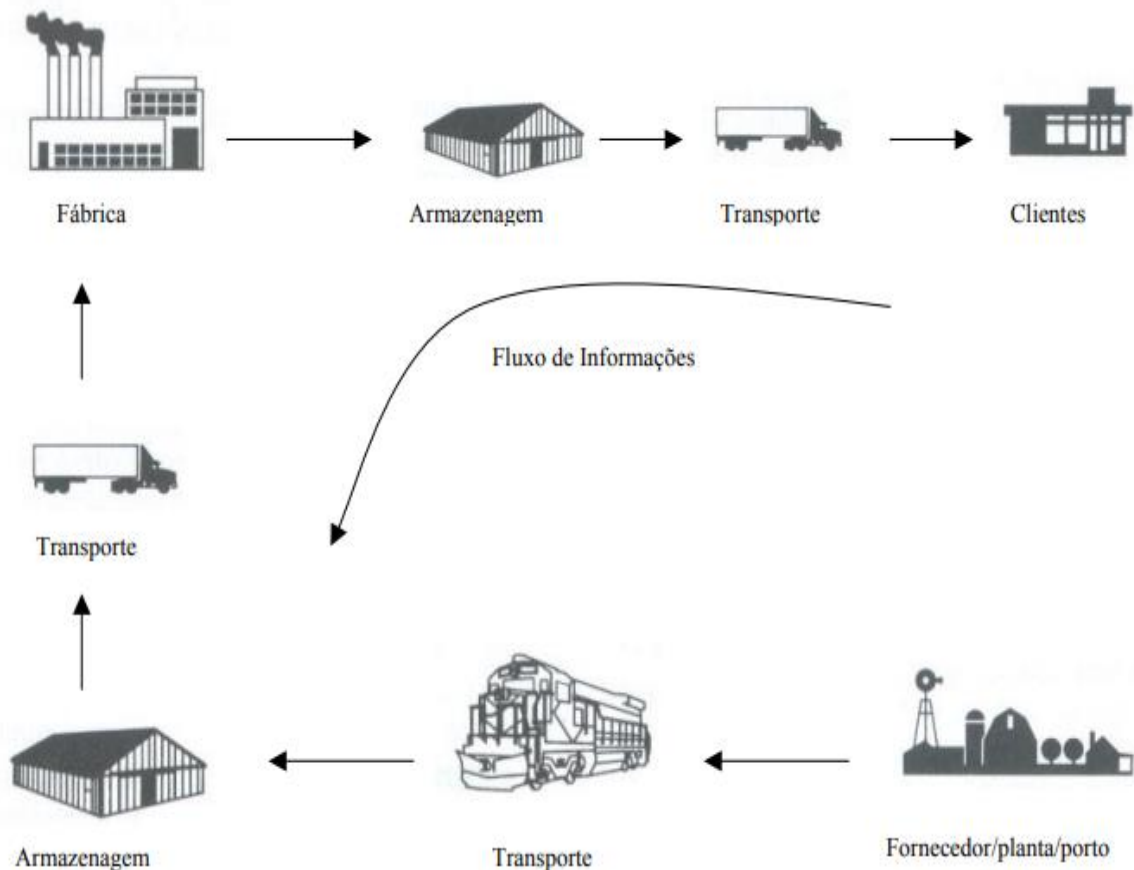 Fábrica
Armazenagem
Transporte
Clientes
Fluxo de Informações
Transporte
Armazenagem
Transporte
Fornecedor/planta/porto